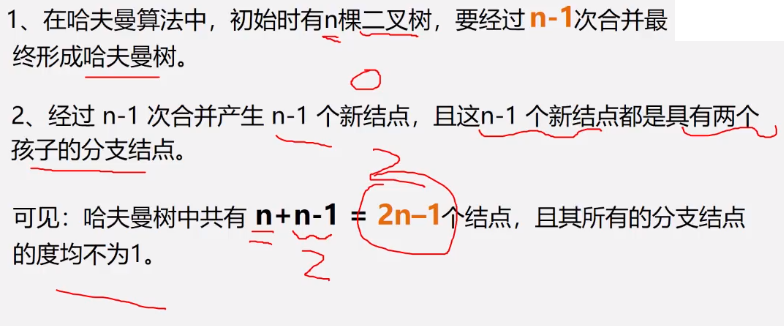 1、在哈夫曼算法中，初始时有n棵二叉树，要经过 n-1次合并最
终形成哈夫曼树。
0
2、经过 n-1 次合并产生 n-1 个新结点，且这n-1 个新结点都是具有两个
孩子的分支结点。
2
可见：哈夫曼树中共有 n+n-1 = 2n–1个结点，且其所有的分支结点
的度均不为1。
2